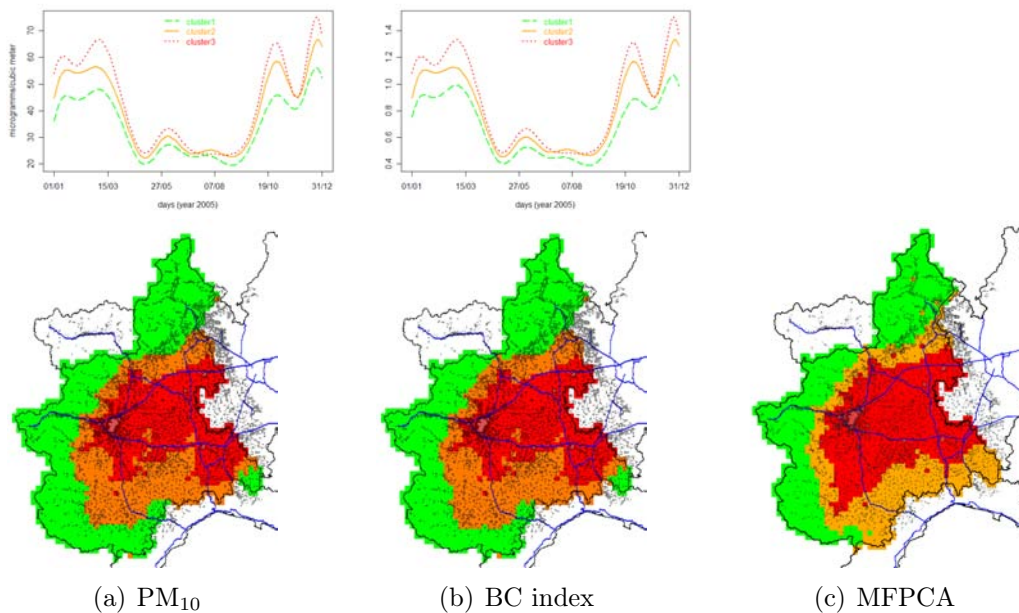 cluster1
cluster2
cluster3
microgramme/cubic meter
70
60
50
40
30
20
01/01 15/03 27/05 07/08 19/10 31/12
days (year 2005)
cluster1
cluster2
cluster3
1.4
1.2
1.0
0.8
0.6
0.4
01/01 15/03 27/05 07/08 19/10 31/12
days (year 2005)
(a) PM₁₀ (b) BC index (c) MFPCA